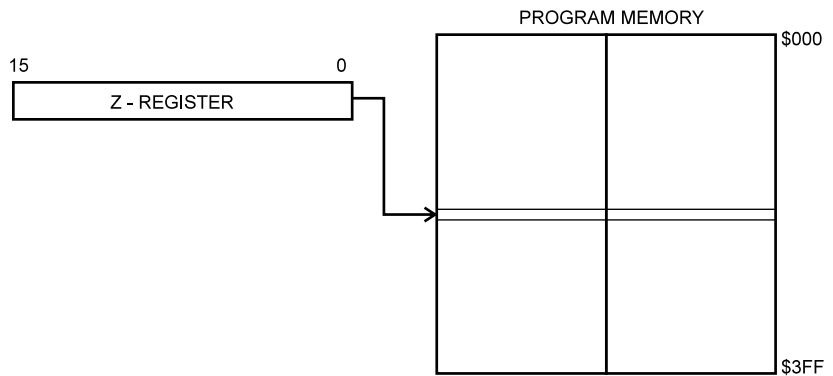 PROGRAM MEMORY
$000
15 0
Z - REGISTER
$3FF